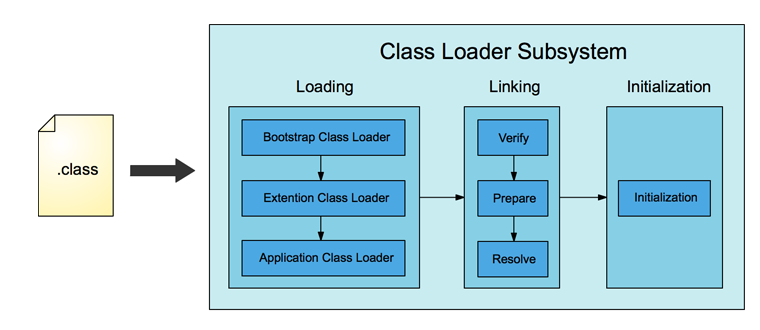 Class Loader Subsystem
Loading
Linking
Initialization
.class
Bootstrap Class Loader
Extention Class Loader
Application Class Loader
Verify
Prepare
Resolve
Initialization